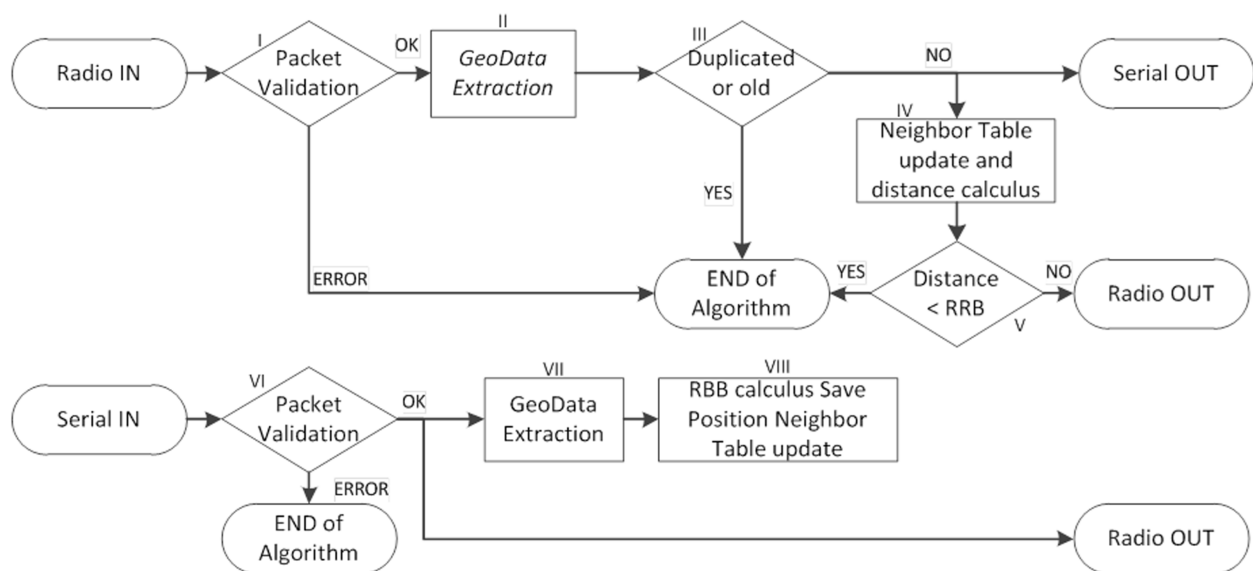 I
II
III
OK
NO
Radio IN
Packet
Validation
GeoData
Extraction
Duplicated
or old
Serial OUT
IV
Neighbor Table
update and
distance calculus
YES
ERROR
END of
Algorithm
YES
Distance
< RRB
NO
V
Radio OUT
VI
VII
VIII
Serial IN
Packet
Validation
OK
GeoData
Extraction
RBB calculus Save
Position Neighbor
Table update
ERROR
END of
Algorithm
Radio OUT